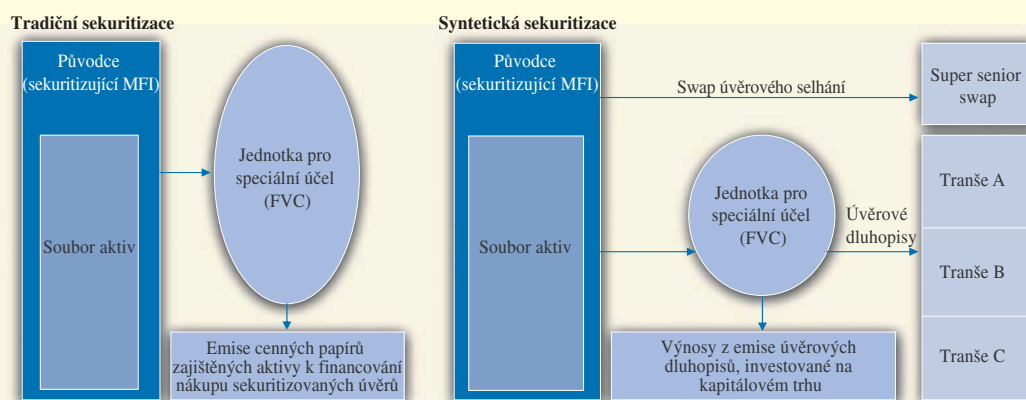 Tradiční sekuritizace
Původce
(sekuritizující MFI)
Soubor aktiv
Jednotka pro
speciální účel
(FVC)
Emise cenných papírů
zajištěných aktivy k financování
nákupu sekuritizovaných úvěrů
Syntetická sekuritizace
Původce
(sekuritizující MFI)
Soubor aktiv
Swap úvěrového selhání
Super senior
swap
Jednotka pro
speciální účel
(FVC)
Úvěrové
dluhopisy
Tranše A
Tranše B
Tranše C
Výnosy z emise úvěrových
dluhopisů, investované na
kapitálovém trhu